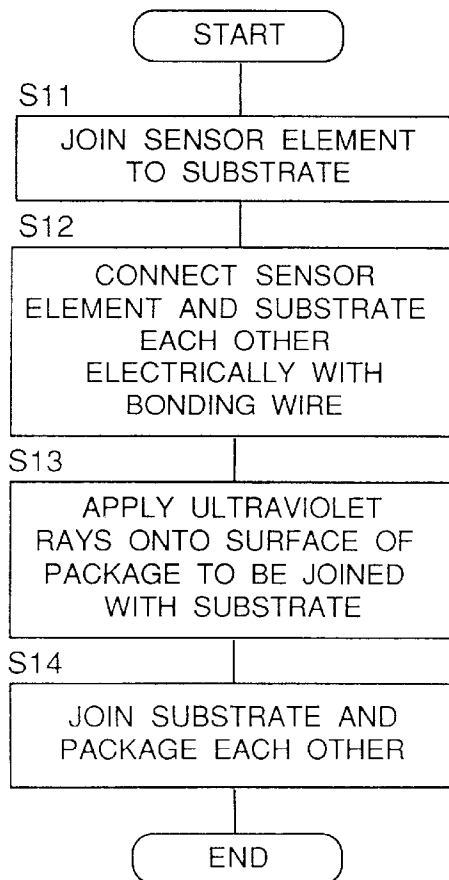 START
S11
JOIN SENSOR ELEMENT
TO SUBSTRATE
S12
CONNECT SENSOR
ELEMENT AND SUBSTRATE
EACH OTHER
ELECTRICALLY WITH
BONDING WIRE
S13
APPLY ULTRAVIOLET
RAYS ONTO SURFACE OF
PACKAGE TO BE JOINED
WITH SUBSTRATE
S14
JOIN SUBSTRATE AND
PACKAGE EACH OTHER
END